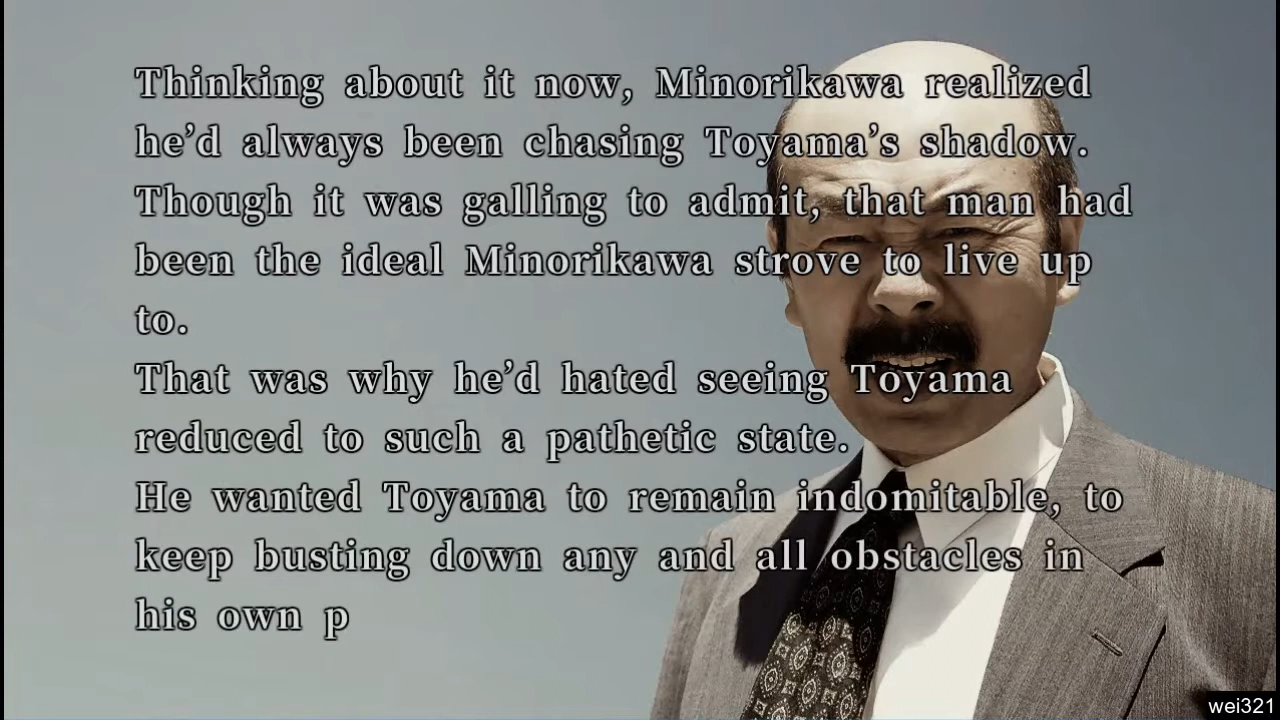 Thinking about it now, Minorikawa realized
he’d always been chasing Toyama’s shadow.
Though it was galling to admit, that man had
been the ideal Minorikawa strove to live up
to.
That was why he’d hated seeing Toyama
reduced to such a pathetic state.
He wanted Toyama to remain indomitable, to
keep busting down any and all obstacles in
his own p
wei321